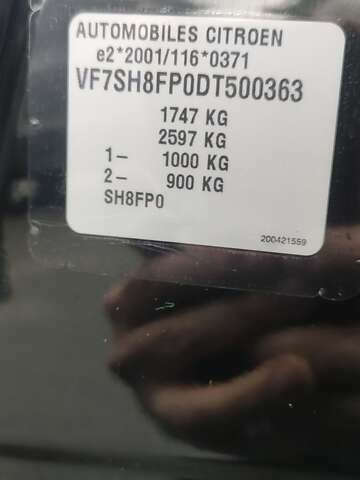 AUTOMOBILES CITROEN
e2*2001/116*0371
VF7SH8FP0DT500363
1747 KG
2597 KG
1- 1000 KG
2- 900 KG
SH8FP0
200421559